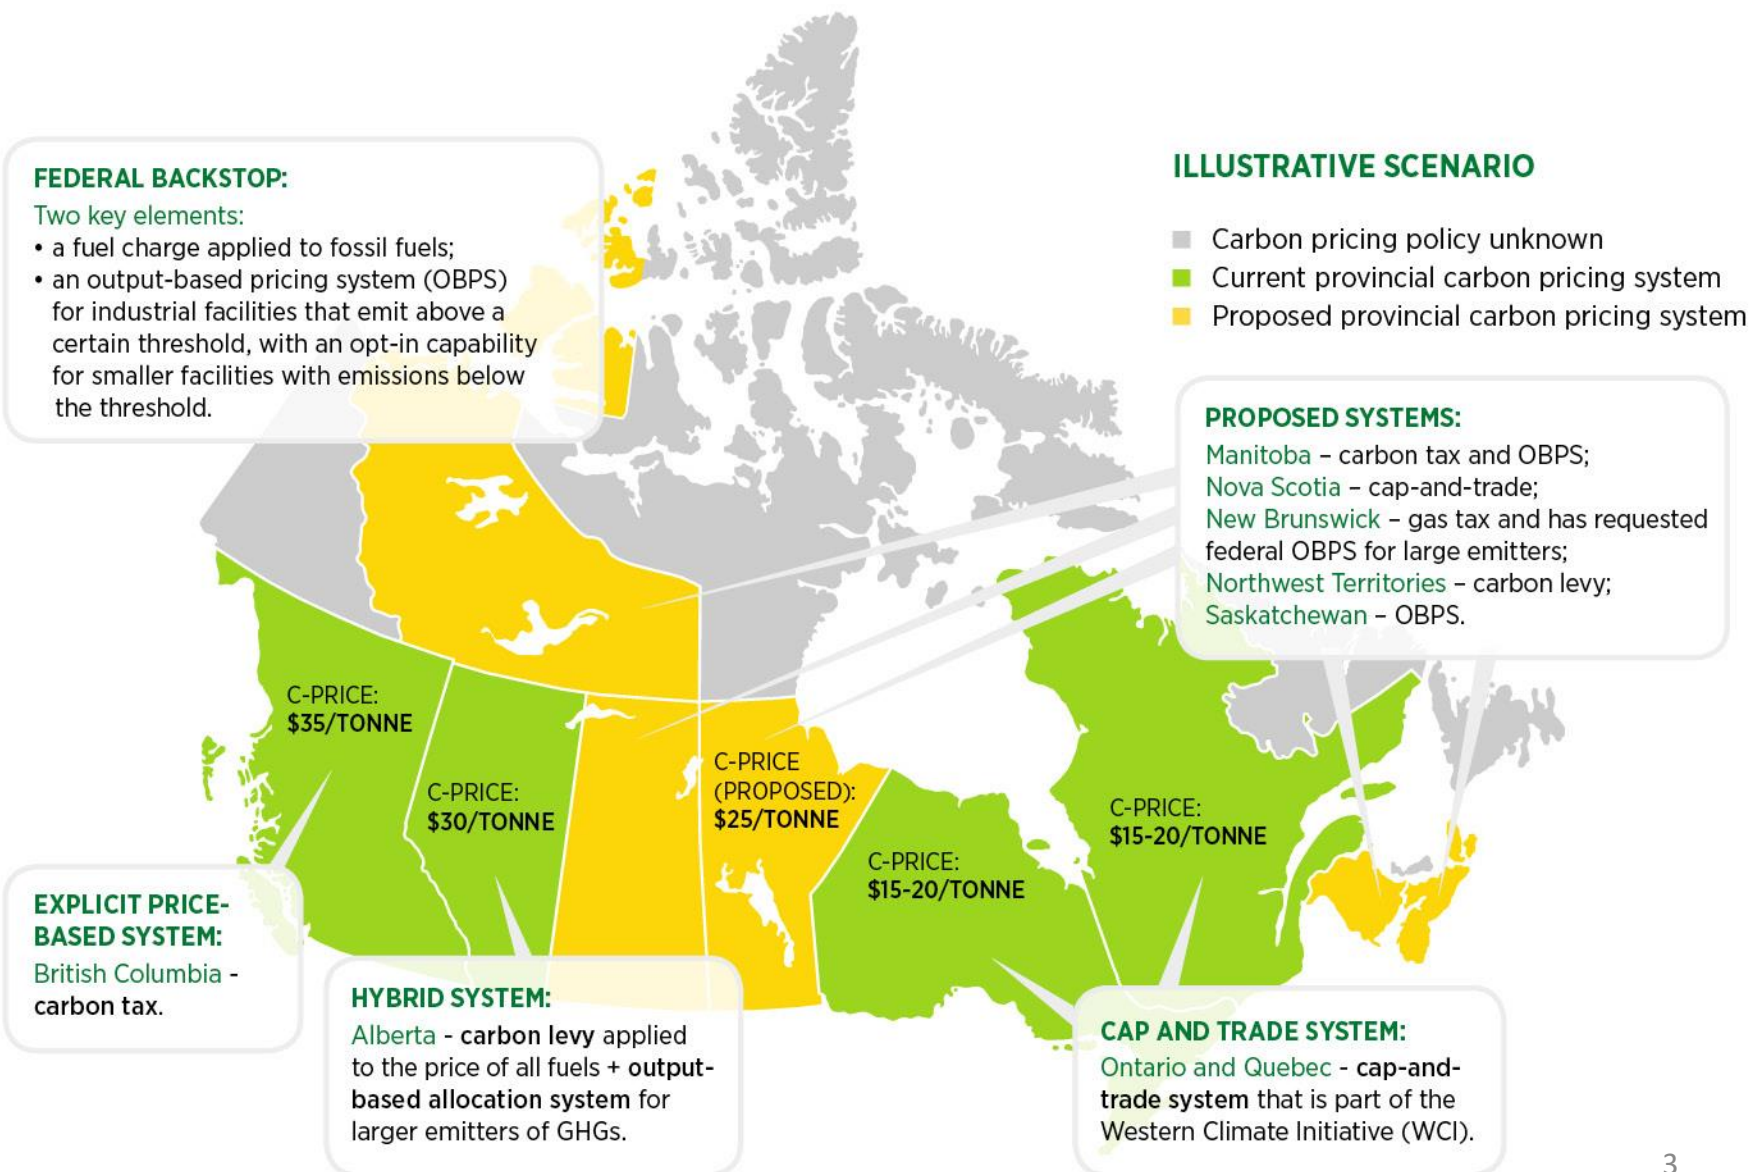 FEDERAL BACKSTOP:
Two key elements:
• a fuel charge applied to fossil fuels;
• an output-based pricing system (OBPS)
for industrial facilities that emit above a
certain threshold, with an opt-in capability
for smaller facilities with emissions below
the threshold.
ILLUSTRATIVE SCENARIO
Carbon pricing policy unknown
Current provincial carbon pricing system
Proposed provincial carbon pricing system
PROPOSED SYSTEMS:
Manitoba – carbon tax and OBPS;
Nova Scotia – cap-and-trade;
New Brunswick – gas tax and has requested
federal OBPS for large emitters;
Northwest Territories – carbon levy;
Saskatchewan – OBPS.
C-PRICE:
$35/TONNE
C-PRICE:
$30/TONNE
C-PRICE
(PROPOSED):
$25/TONNE
C-PRICE:
$15-20/TONNE
C-PRICE:
$15-20/TONNE
EXPLICIT PRICE-
BASED SYSTEM:
British Columbia -
carbon tax.
HYBRID SYSTEM:
Alberta - carbon levy applied
to the price of all fuels + output-
based allocation system for
larger emitters of GHGs.
CAP AND TRADE SYSTEM:
Ontario and Quebec - cap-and-
trade system that is part of the
Western Climate Initiative (WCI).
3